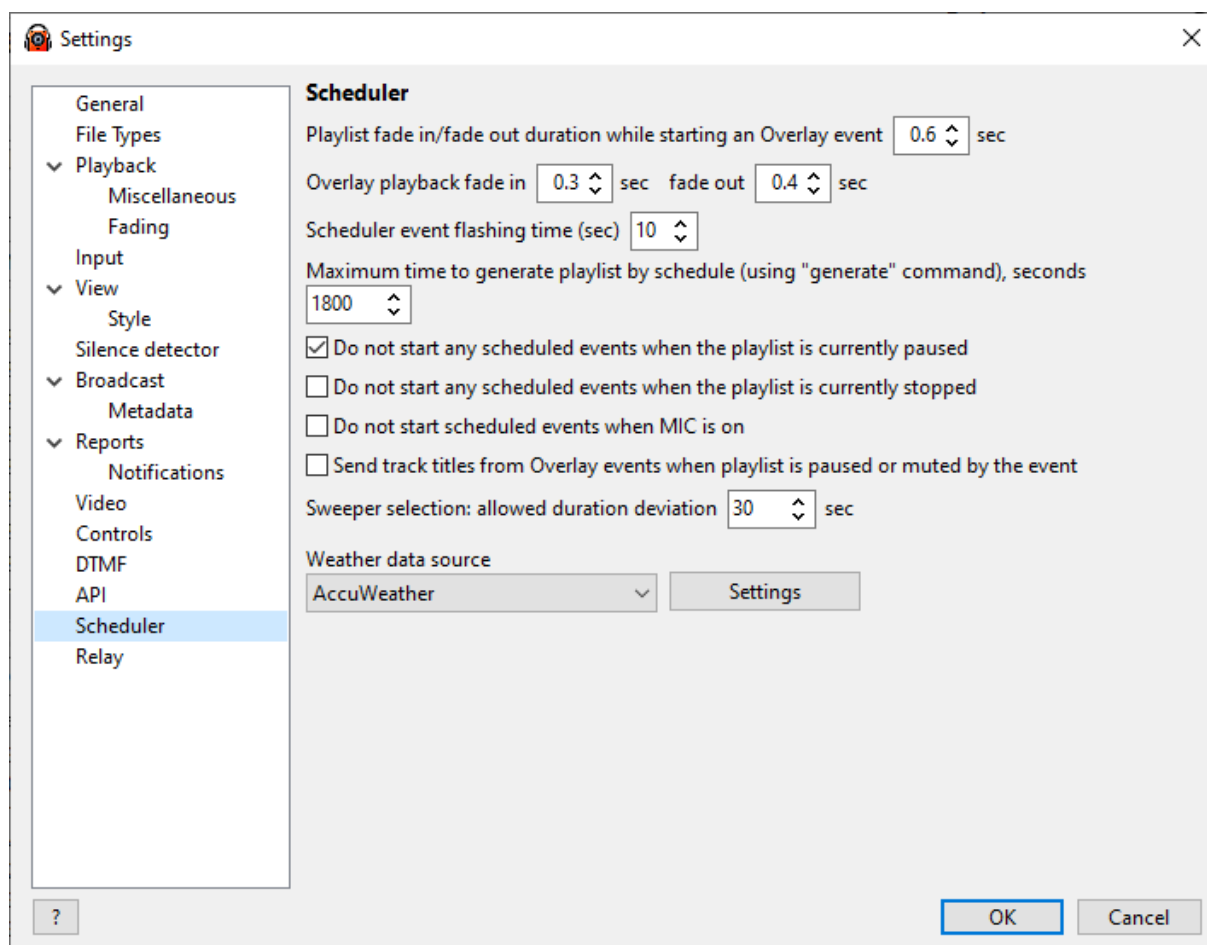 Settings
General
File Types
Playback
Miscellaneous
Fading
Input
View
Style
Silence detector
Broadcast
Metadata
Reports
Notifications
Video
Controls
DTMF
API
Scheduler
Relay
Scheduler
Playlist fade in/fade out duration while starting an Overlay event 0.6 sec
Overlay playback fade in 0.3 sec fade out 0.4 sec
Scheduler event flashing time (sec) 10
Maximum time to generate playlist by schedule (using "generate" command), seconds
1800
Do not start any scheduled events when the playlist is currently paused
Do not start any scheduled events when the playlist is currently stopped
Do not start scheduled events when MIC is on
Send track titles from Overlay events when playlist is paused or muted by the event
Sweeper selection: allowed duration deviation 30 sec
Weather data source
AccuWeather Settings
? OK Cancel